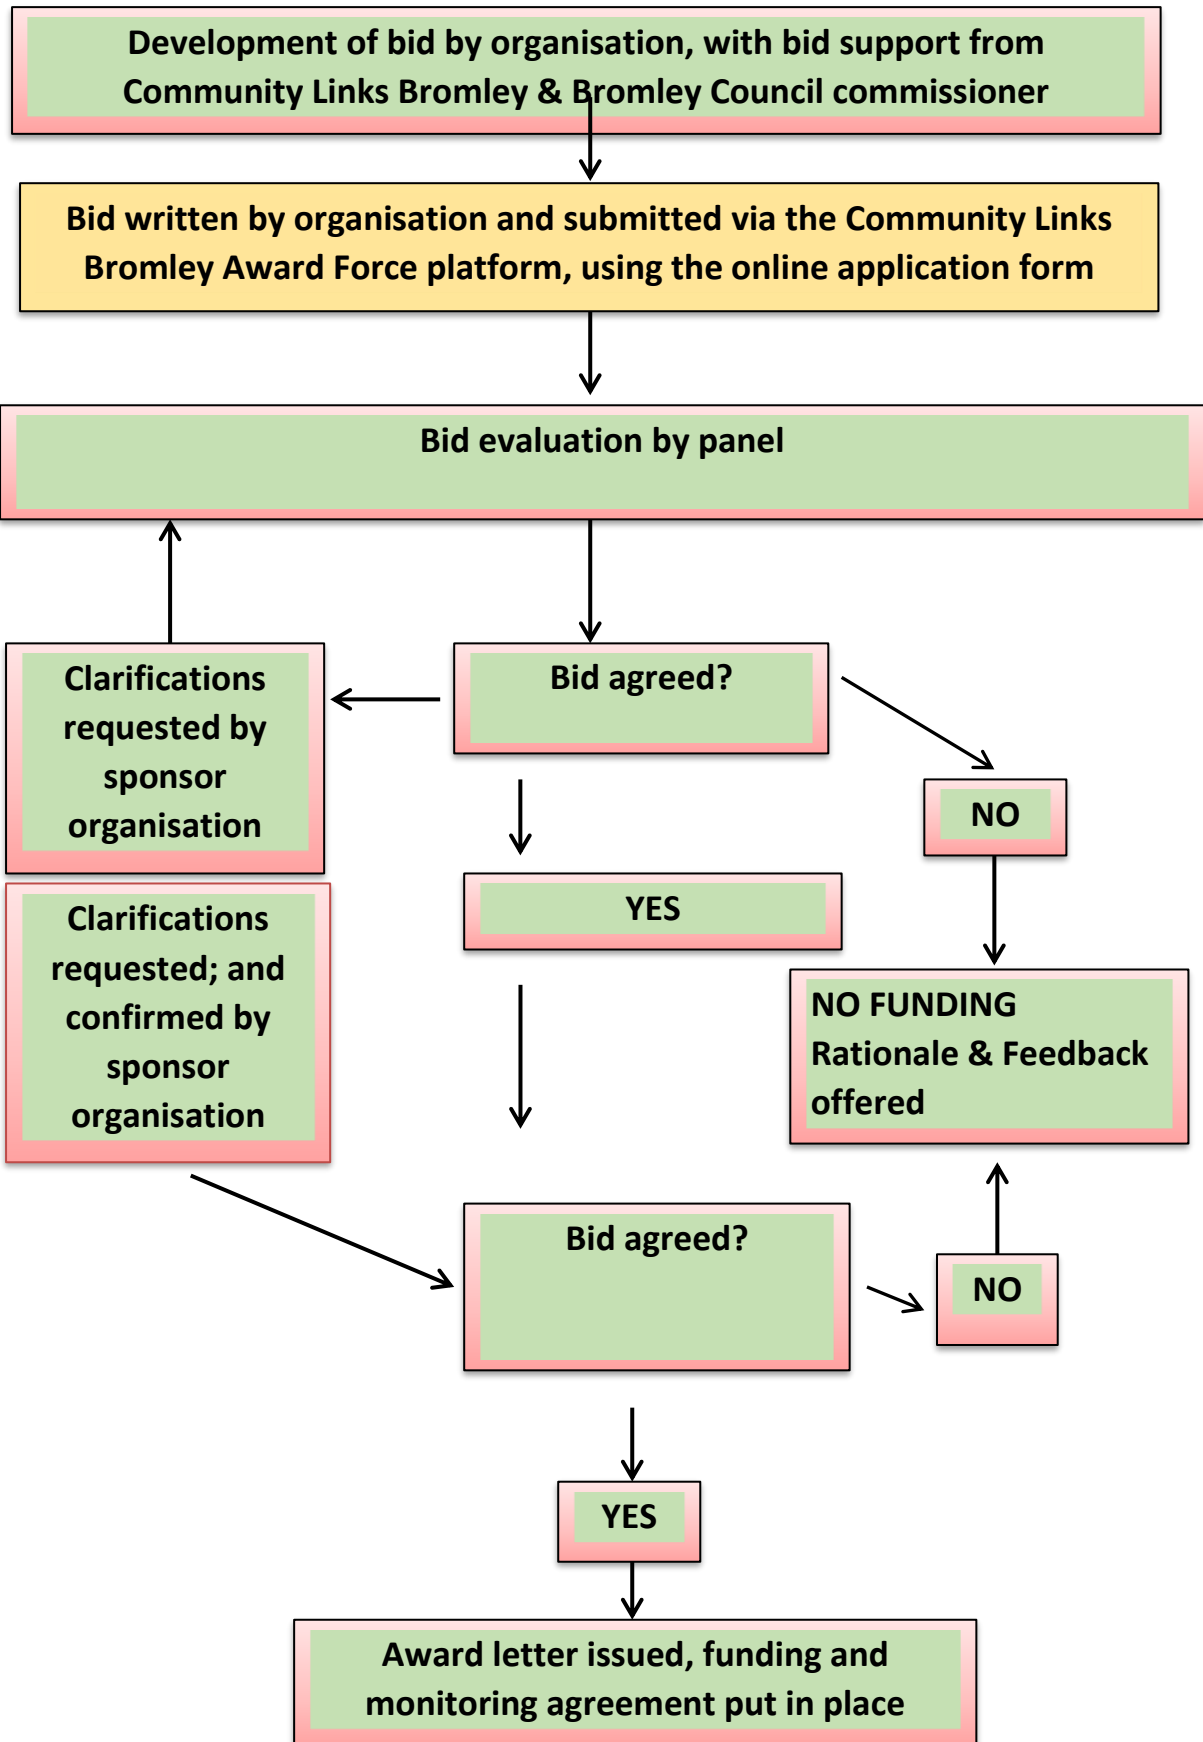 Development of bid by organisation, with bid support from
Community Links Bromley & Bromley Council commissioner
Bid written by organisation and submitted via the Community Links
Bromley Award Force platform, using the online application form
Bid evaluation by panel
Clarifications
requested by
sponsor
organisation
Bid agreed?
NO
YES
Clarifications
requested; and
confirmed by
sponsor
organisation
NO FUNDING
Rationale & Feedback
offered
Bid agreed?
NO
YES
Award letter issued, funding and
monitoring agreement put in place